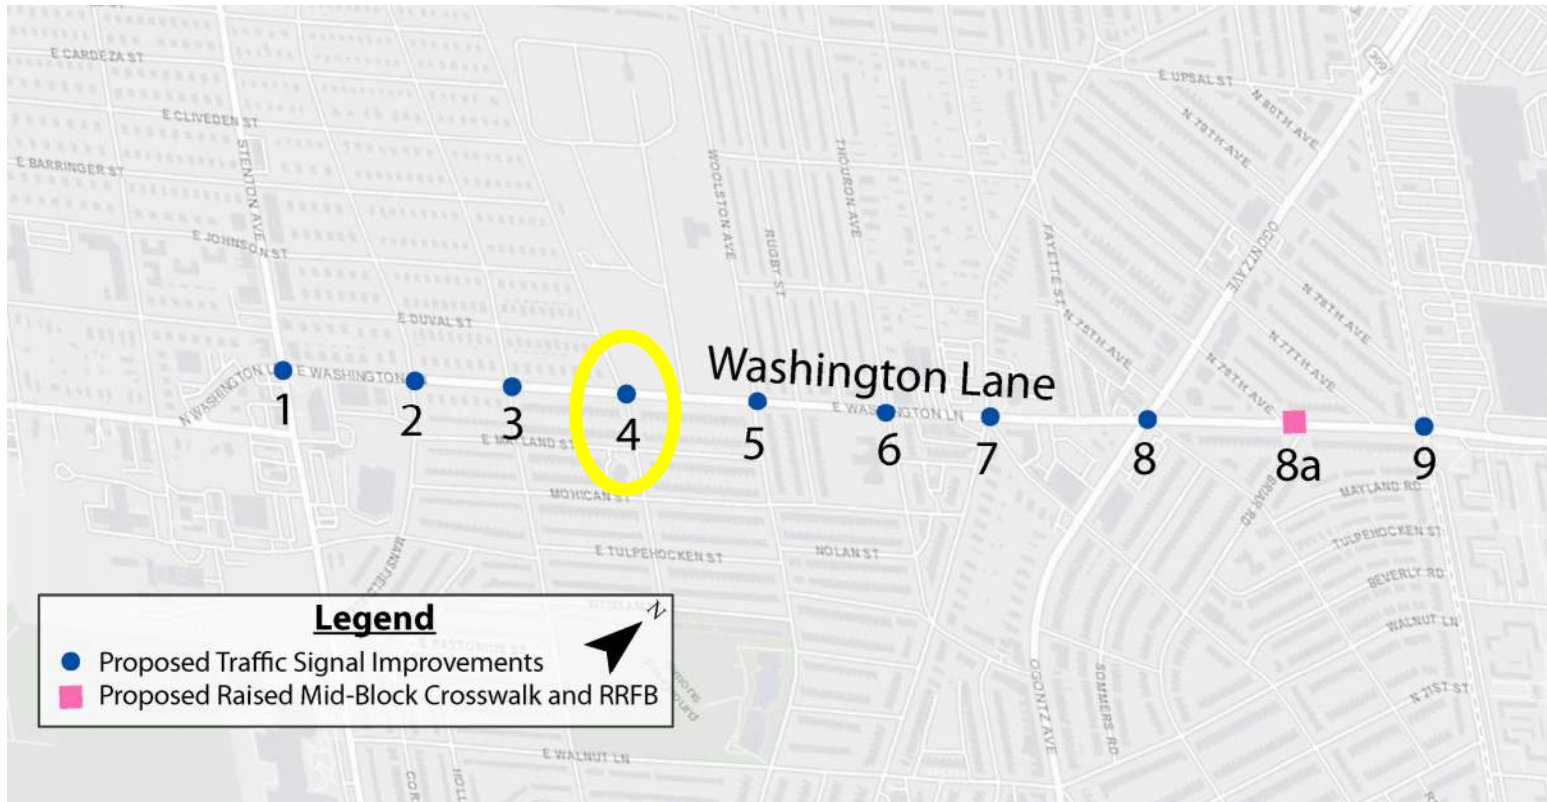 E CARDEZA ST
E UPSAL ST
309
N 80TH AVE
E CLIVEDEN ST
N 79TH AVE
STENTON AVE
THOURON AVE
WOOLSTON AVE
E BARRINGER ST
E JOHNSON ST
RUGBY ST
FAYETTE ST
OGONTZ AVE
N 78TH AVE
E DUVAL ST
N 75TH AVE
N 77TH AVE
Washington Lane
N WASHINGTON
E WASHINGTON
N 76TH AVE
E WASHINGTON LN
1
2
3
4
5
6
7
8
8a
9
E MAYLAND ST
MOHICAN ST
BRIAR RD
MAYLAND RD
TULPEHOCKEN ST
E TULPEHOCKEN ST
NOLAN ST
BEVERLY RD
WALNUT LN
N 21ST ST
OGONTZ AVE
SOMMERS RD
E WALNUT LN
Legend
N
Proposed Traffic Signal Improvements
Proposed Raised Mid-Block Crosswalk and RRFB